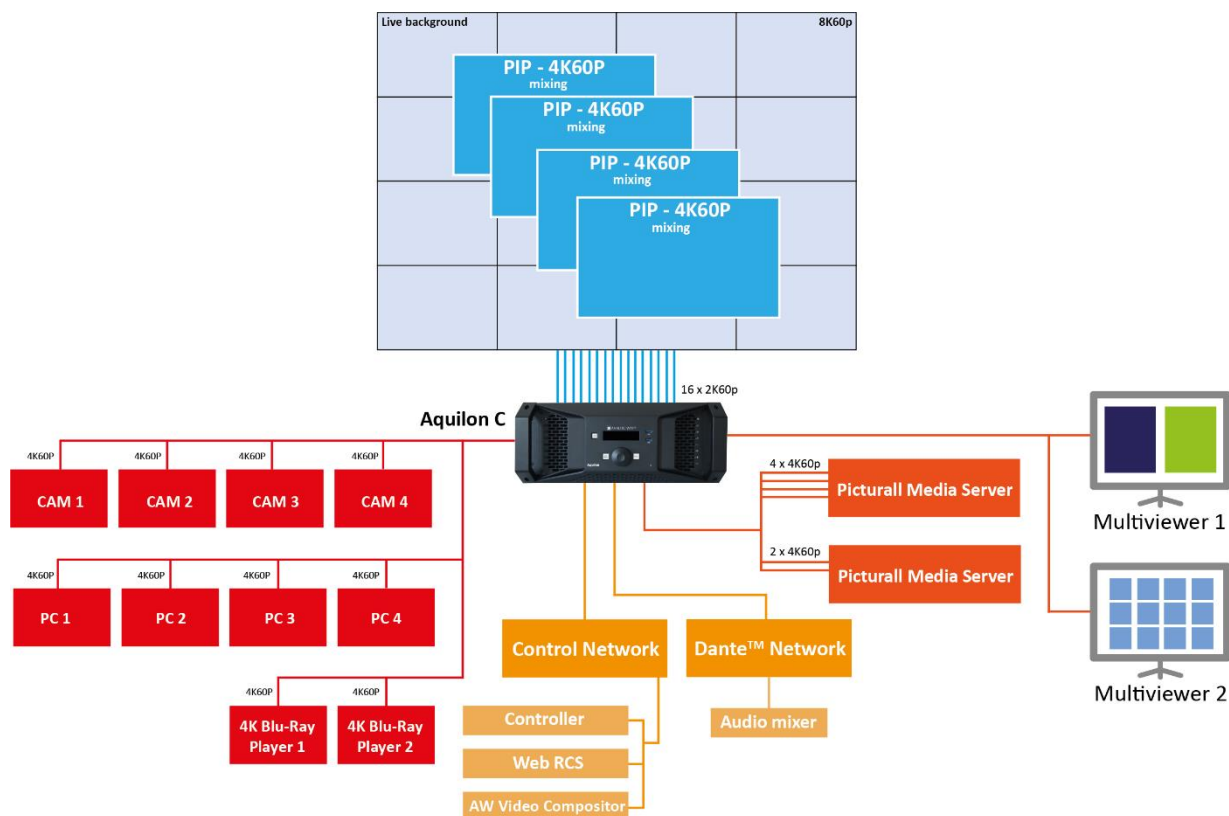 Live background
8K60p
PIP - 4K60P
mixing
PIP - 4K60P
mixing
PIP - 4K60P
mixing
PIP - 4K60P
mixing
16 x 2K60p
Aquilon C
4K60P
4K60P
4K60P
4K60P
CAM 1
CAM 2
CAM 3
CAM 4
4K60P
4K60P
4K60P
4K60P
PC 1
PC 2
PC 3
PC 4
4K60P
4K60P
4K Blu-Ray
Player 1
4K Blu-Ray
Player 2
4 x 4K60p
Picturall Media Server
2 x 4K60p
Picturall Media Server
Multiviewer 1
Multiviewer 2
Control Network
Dante™ Network
Controller
Web RCS
AW Video Compositor
Audio mixer